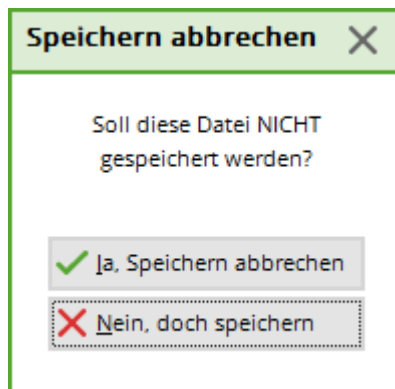 Speichern abbrechen
Soll diese Datei NICHT
gespeichert werden?
Ja, Speichern abbrechen
Nein, doch speichern